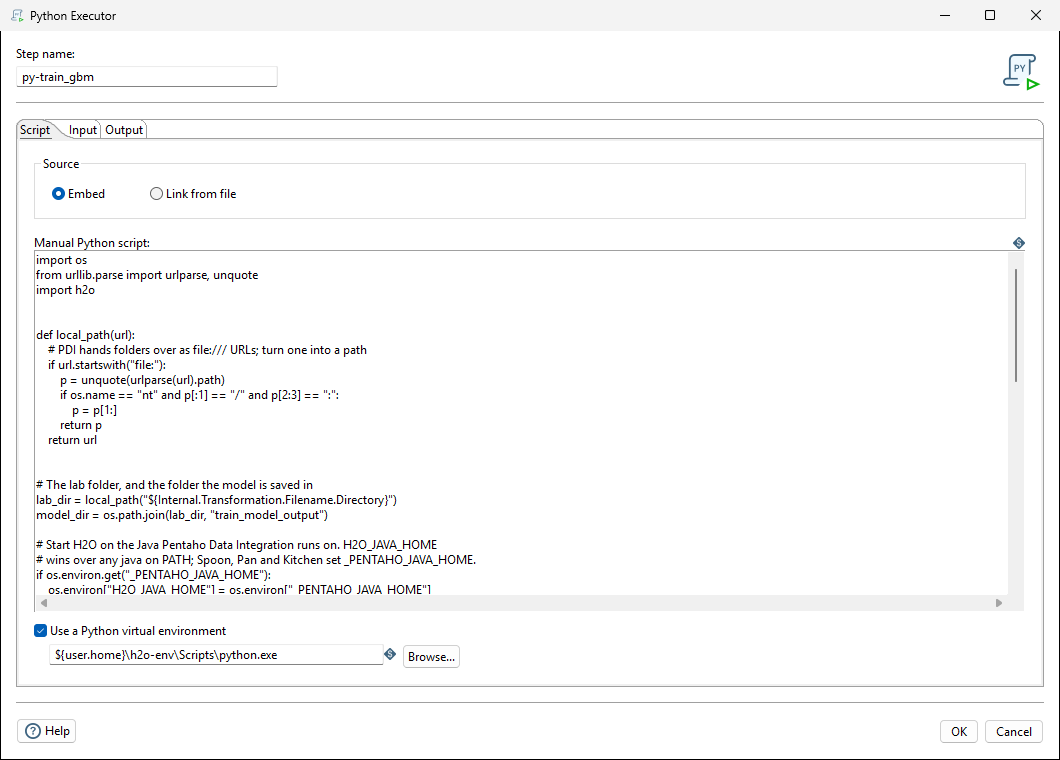 Python Executor
Step name:
PY
py-train_gbm
Script Input Output
Source
Embed Link from file
Manual Python script:
import os
from urllib.parse import urlparse, unquote
import h2o
def local_path(url):
# PDI hands folders over as file:/// URLs; turn one into a path
if url.startswith("file:"):
p = unquote(urlparse(url).path)
if os.name == "nt" and p[:1] == "/" and p[2:3] == ":":
p = p[1:]
return p
return url
# The lab folder, and the folder the model is saved in
lab_dir = local_path("${Internal.Transformation.Filename.Directory}")
model_dir = os.path.join(lab_dir, "train_model_output")
# Start H2O on the Java Pentaho Data Integration runs on. H2O_JAVA_HOME
# wins over any java on PATH; Spoon, Pan and Kitchen set _PENTAHO_JAVA_HOME.
if os.environ.get("_PENTAHO_JAVA_HOME"):
os.environ["H2O_JAVA_HOME"] = os.environ["_PENTAHO_JAVA_HOME"]
Use a Python virtual environment
${user.home}\h2o-env\Scripts\python.exe
Browse...
Help OK Cancel